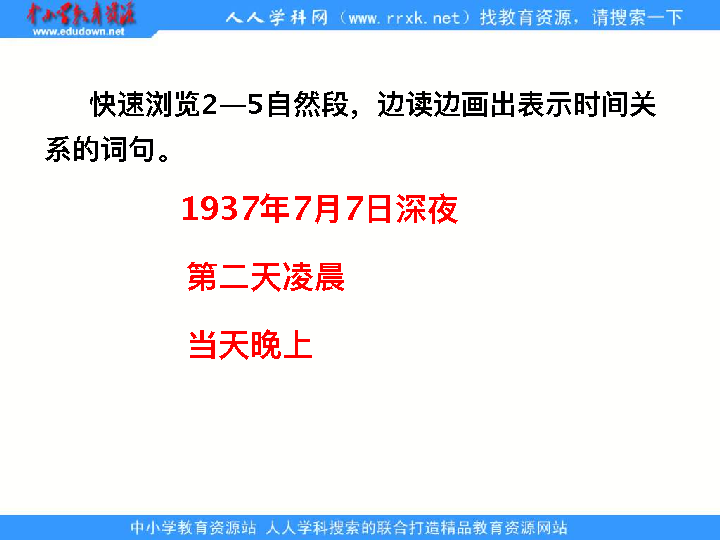 中小学教育资源
www.edudown.net
人人学科网（www.rrxk.net）找教育资源，请搜索一下
快速浏览2—5自然段，边读边画出表示时间关
系的词句。
1937年7月7日深夜
第二天凌晨
当天晚上
中小学教育资源站 人人学科搜索的联合打造精品教育资源网站